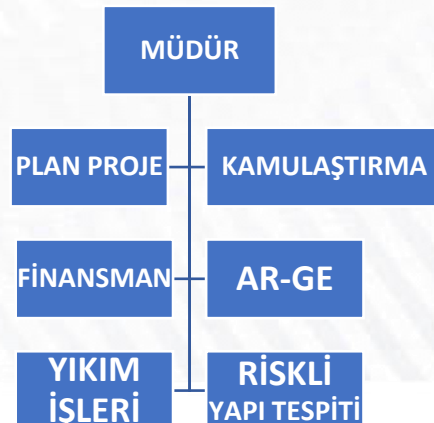 MÜDÜR
PLAN PROJE
KAMULAŞTIRMA
FİNANSMAN
AR-GE
YIKIM
İŞLERİ
RİSKLİ
YAPI TESPİTİ